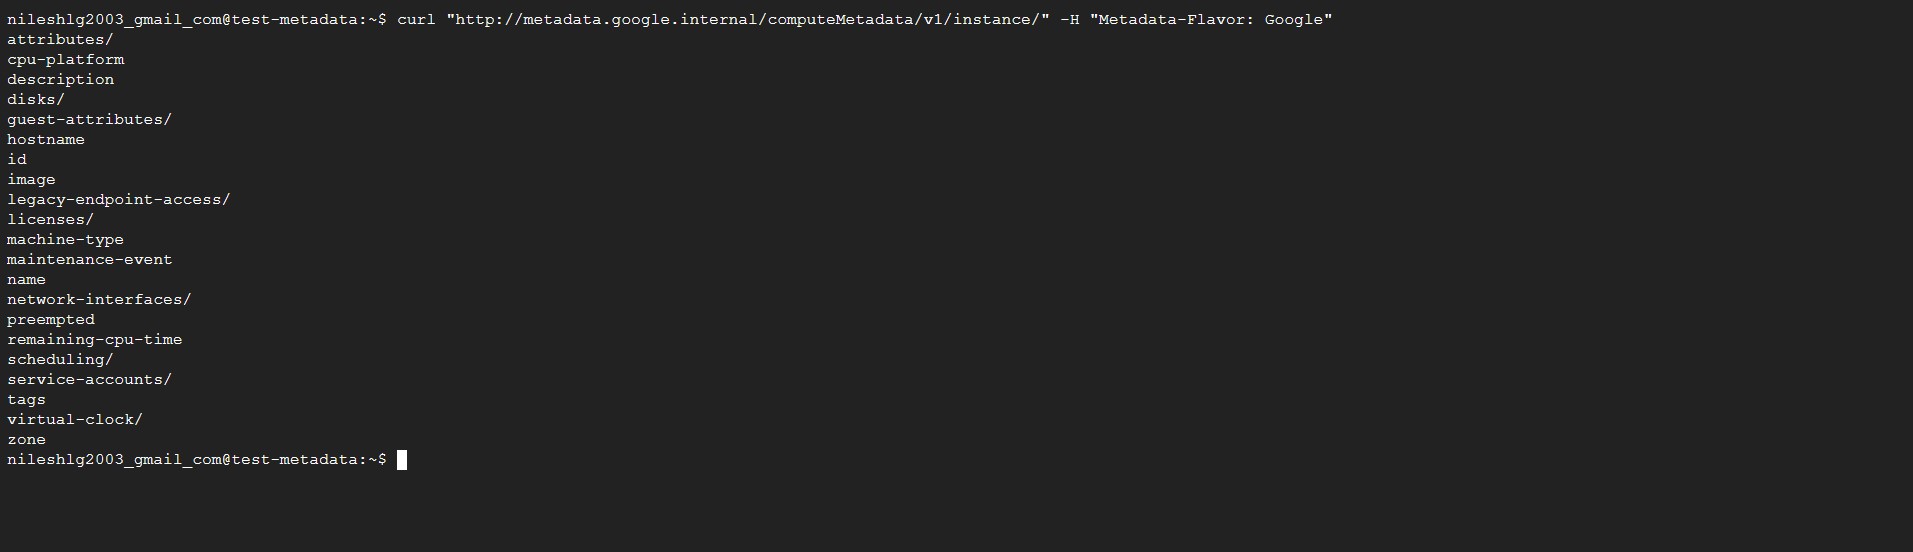 nileshlg2003_gmail_com@test-metadata:~$ curl "http://metadata.google.internal/computeMetadata/v1/instance/" -H "Metadata-Flavor: Google"
attributes/
cpu-platform
description
disks/
guest-attributes/
hostname
id
image
legacy-endpoint-access/
licenses/
machine-type
maintenance-event
name
network-interfaces/
preempted
remaining-cpu-time
scheduling/
service-accounts/
tags
virtual-clock/
zone
nileshlg2003_gmail_com@test-metadata:~$